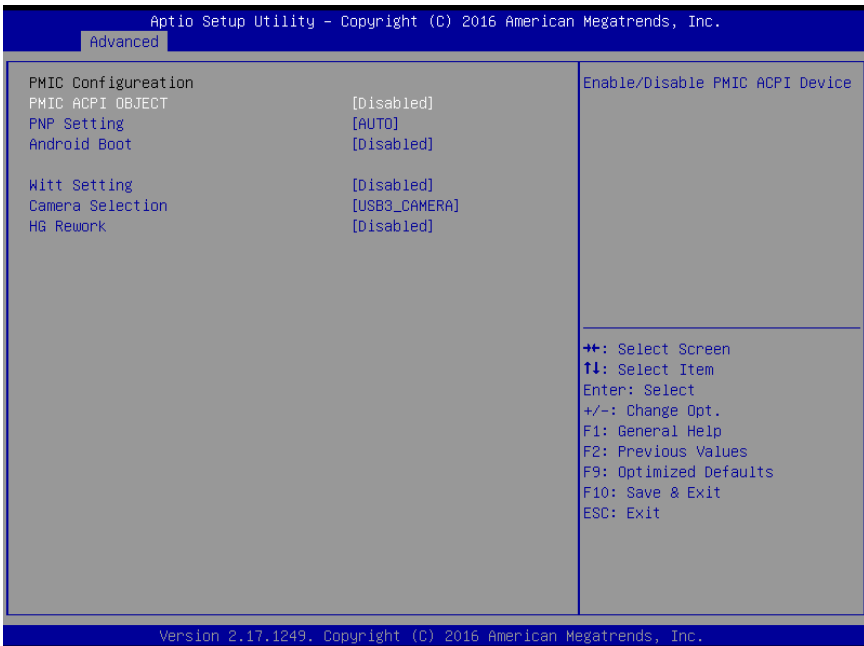 Aptio Setup Utility – Copyright (C) 2016 American Megatrends, Inc.
Advanced
PMIC Configureation
PMIC ACPI OBJECT [Disabled]
PNP Setting [AUTO]
Android Boot [Disabled]
Witt Setting [Disabled]
Camera Selection [USB3_CAMERA]
HG Rework [Disabled]
Enable/Disable PMIC ACPI Device
→←: Select Screen
↑↓: Select Item
Enter: Select
+/-: Change Opt.
F1: General Help
F2: Previous Values
F9: Optimized Defaults
F10: Save & Exit
ESC: Exit
Version 2.17.1249. Copyright (C) 2016 American Megatrends, Inc.